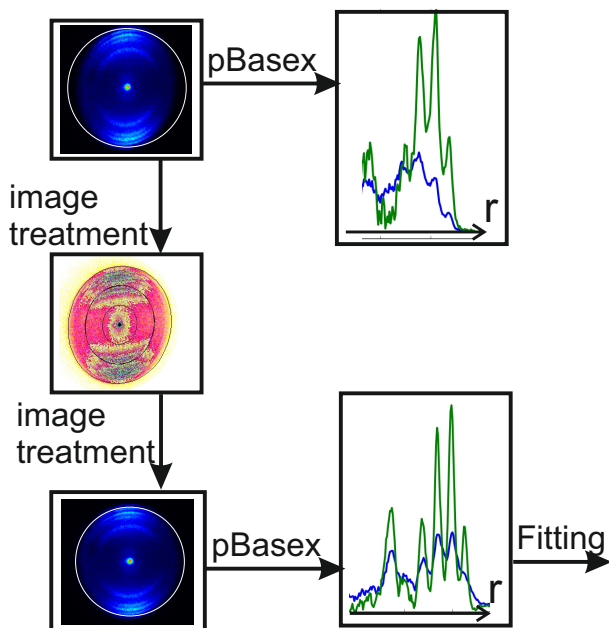 pBasex
r
image
treatment
image
treatment
pBasex
r
Fitting